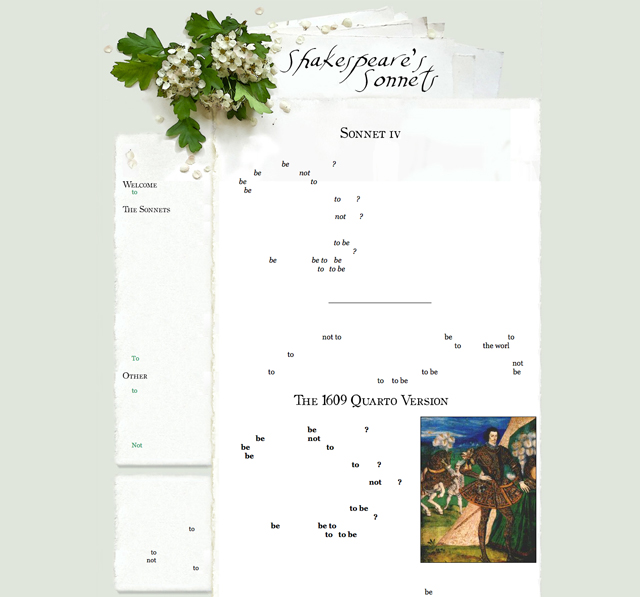 Shakespeare's
Sonnets
Welcome
to
The Sonnets
To
Other
to
Not
to
to
not
to
Sonnet IV
be ?
be not
be to
be
to ?
not ?
to be
?
be be to be
to to be
not to be to
to the worl
to
not
to to be be
to to be
The 1609 Quarto Version
be ?
be not
be to
be
to ?
not ?
to be
?
be be to
to to be
be